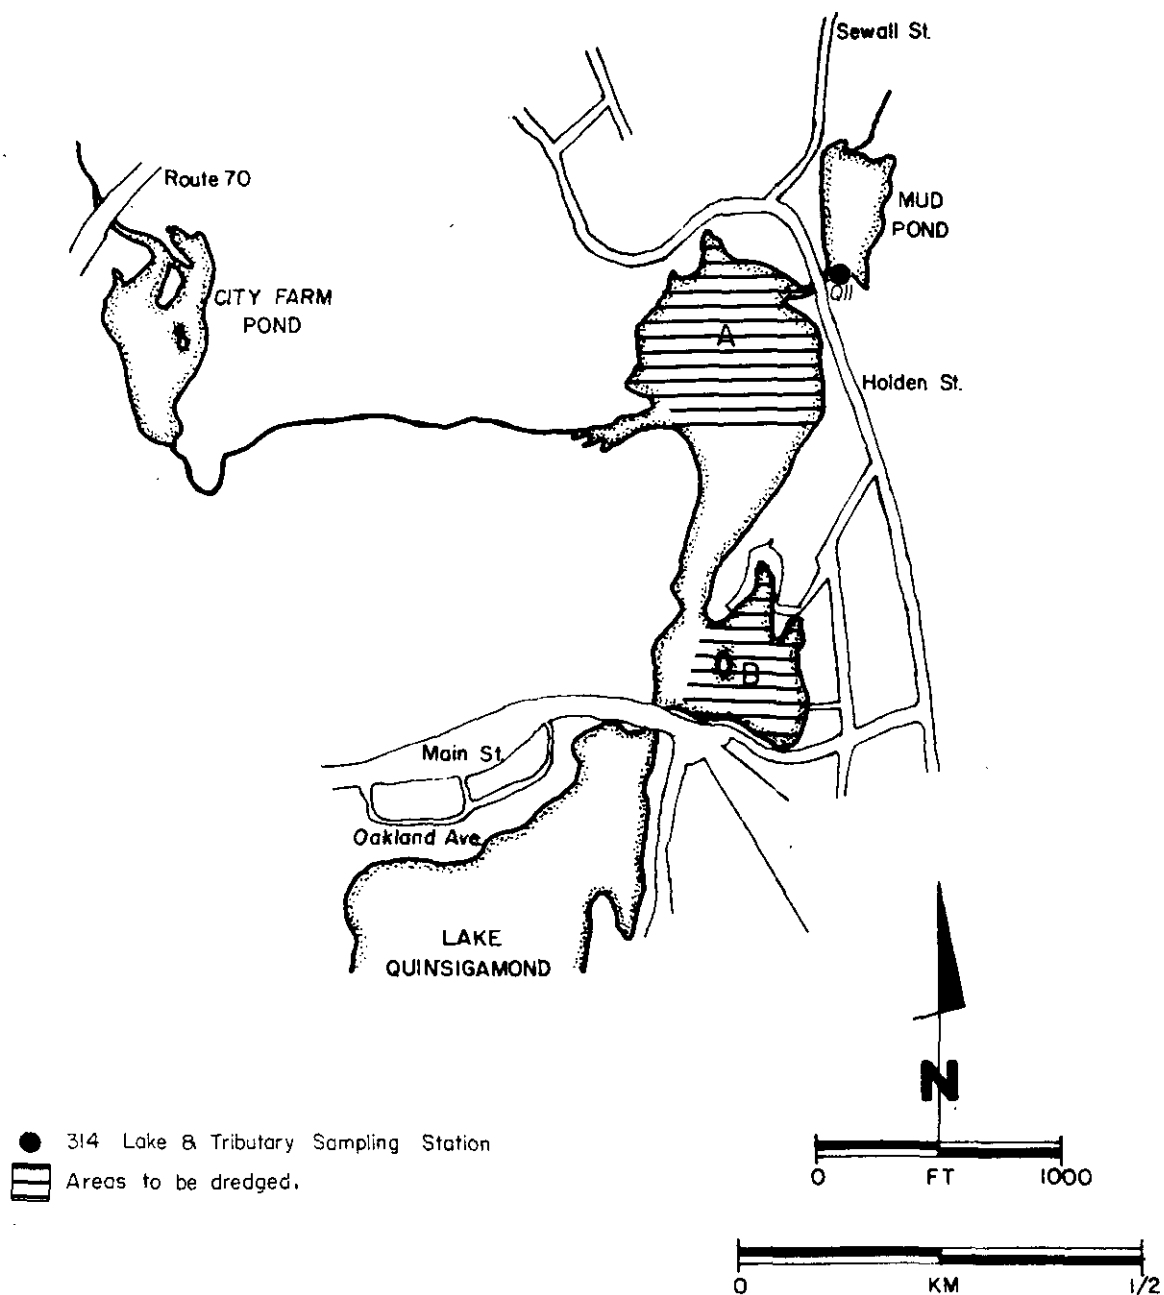 Sewall St.
Route 70
MUD
POND
CITY FARM
POND
Q11
A
Holden St.
B
Main St.
Oakland Ave.
LAKE
QUINSIGAMOND
N
314 Lake & Tributary Sampling Station
Areas to be dredged.
0 FT 1000
0 KM 1/2